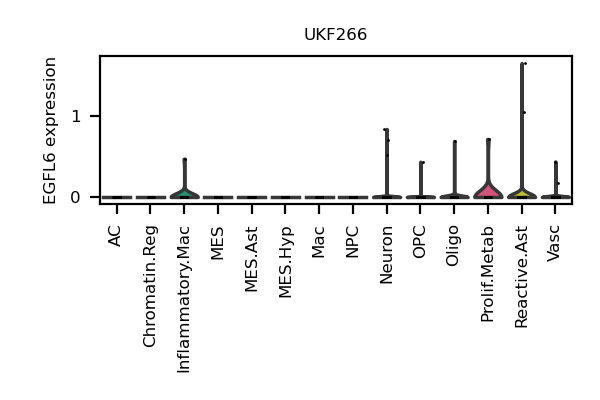 UKF266
EGFL6 expression
1
0
AC
Chromatin.Reg
Inflammatory.Mac
MES
MES.Ast
MES.Hyp
Mac
NPC
Neuron
OPC
Oligo
Prolif.Metab
Reactive.Ast
Vasc